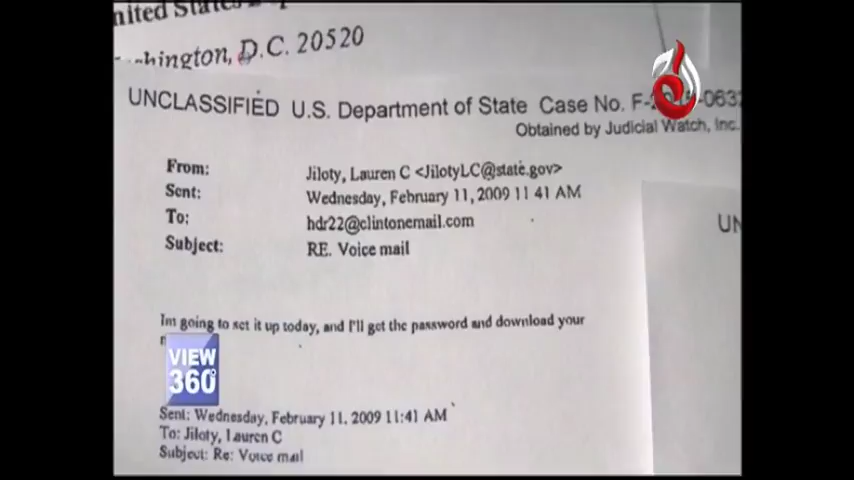 United States
D.C. 20520
UNCLASSIFIED U.S. Department of State Case No.
Obtained by Judicial Watch, Inc.
From: Jiloty, Lauren C <JilotyLC@state.gov>
Sent: Wednesday, February 11, 2009 11 41 AM
To: hdr22@clintonemail.com
Subject: RE. Voice mail
UN
Im going to set it up today, and I'll get the password and download your
VIEW
360°
Sent: Wednesday, February 11, 2009 11:41 AM
To: Jiloty, Lauren C
Subject: Re: Voice mail